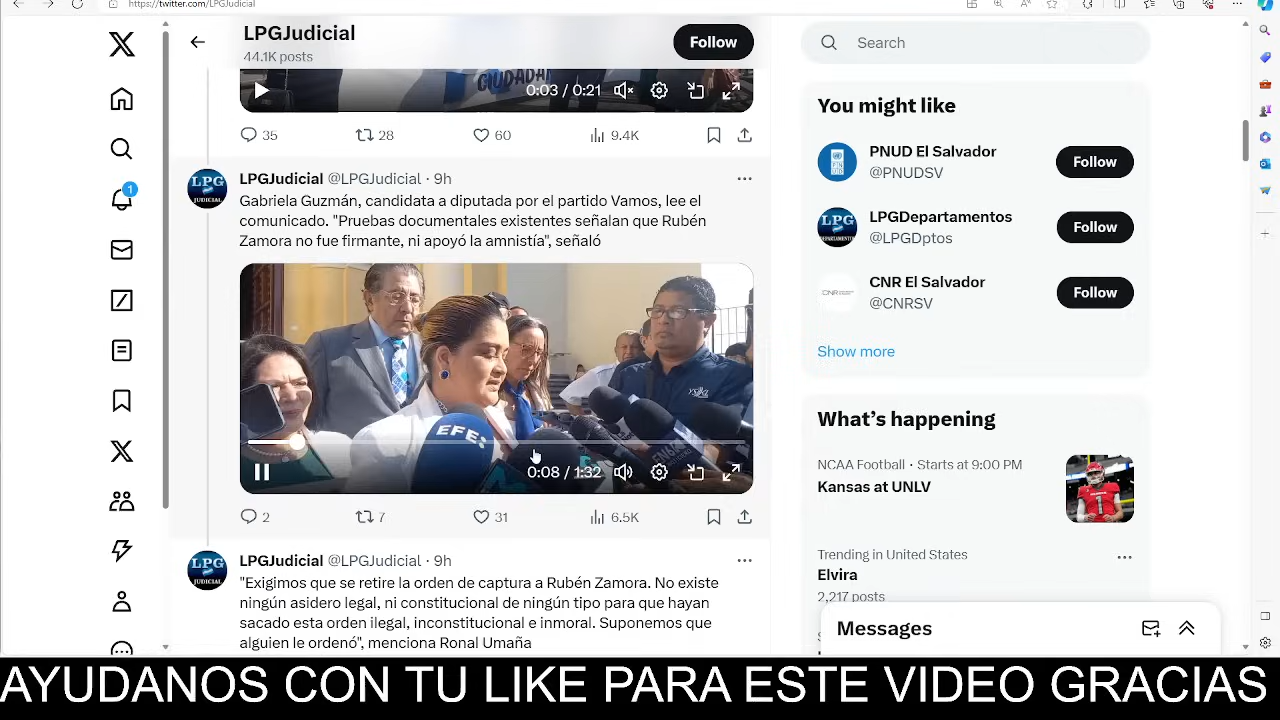 https://twitter.com/LPGJudicial
LPGJudicial
44.1K posts
Follow
Search
CIUDADAN
0:03 / 0:21
35
28
60
9.4K
LPGJudicial @LPGJudicial · 9h
Gabriela Guzmán, candidata a diputada por el partido Vamos, lee el
comunicado. "Pruebas documentales existentes señalan que Rubén
Zamora no fue firmante, ni apoyó la amnistía", señaló
EFE:
0:08 / 1:32
2
7
31
6.5K
LPGJudicial @LPGJudicial · 9h
"Exigimos que se retire la orden de captura a Rubén Zamora. No existe
ningún asidero legal, ni constitucional de ningún tipo para que hayan
sacado esta orden ilegal, inconstitucional e inmoral. Suponemos que
alguien le ordenó", menciona Ronal Umaña
LPG
JUDICIAL
LPG
JUDICIAL
1
You might like
PNUD El Salvador
@PNUDSV
Follow
LPGDepartamentos
@LPGDptos
Follow
CNR El Salvador
@CNRSV
Follow
Show more
What's happening
NCAA Football · Starts at 9:00 PM
Kansas at UNLV
Trending in United States
Elvira
2,217 posts
Messages
AYUDANOS CON TU LIKE PARA ESTE VIDEO GRACIAS